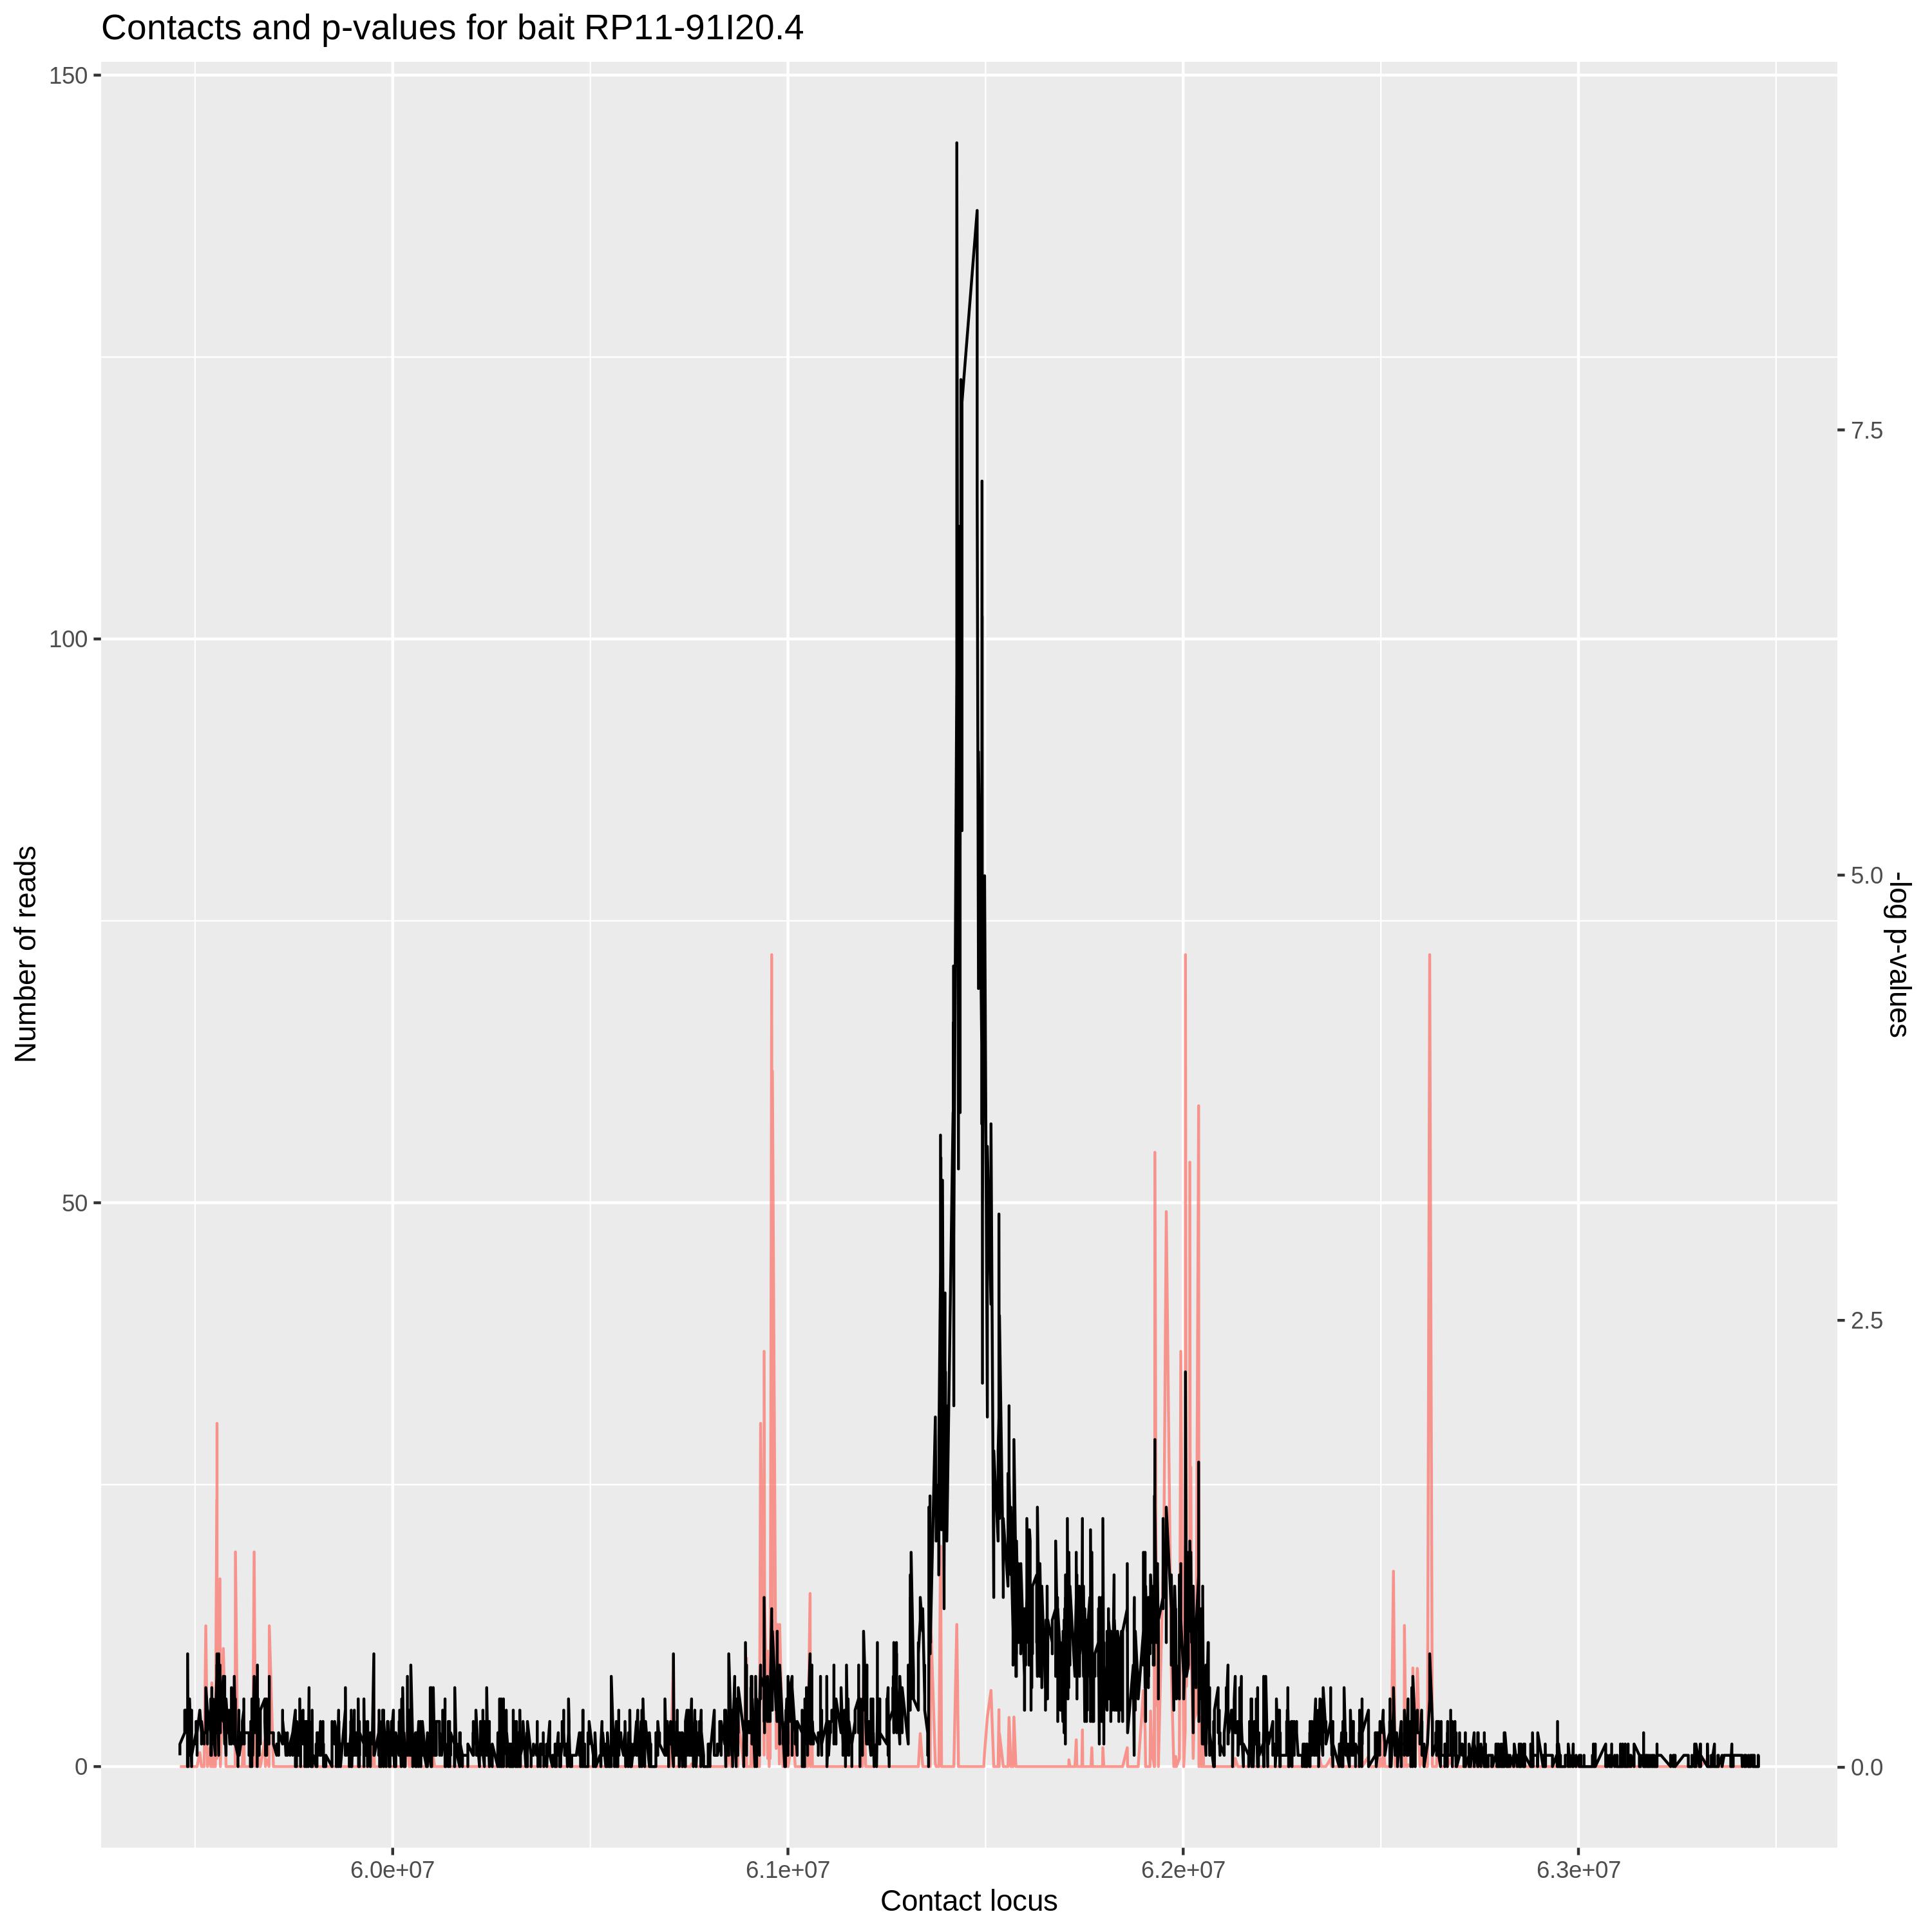 Contacts and p-values for bait RP11-91I20.4
150
100
50
0
Number of reads
7.5
5.0
2.5
0.0
-log p-values
6.0e+07
6.1e+07
6.2e+07
6.3e+07
Contact locus